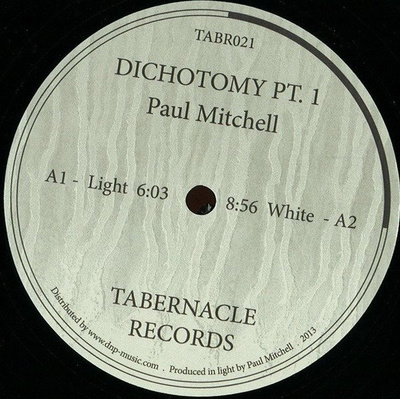 TABR021
DICHOTOMY PT. 1
Paul Mitchell
A1 - Light 6:03
8:56 White - A2
TABERNACLE
RECORDS
Distributed by www.dnp-music.com . Produced in light by Paul Mitchell . 2013